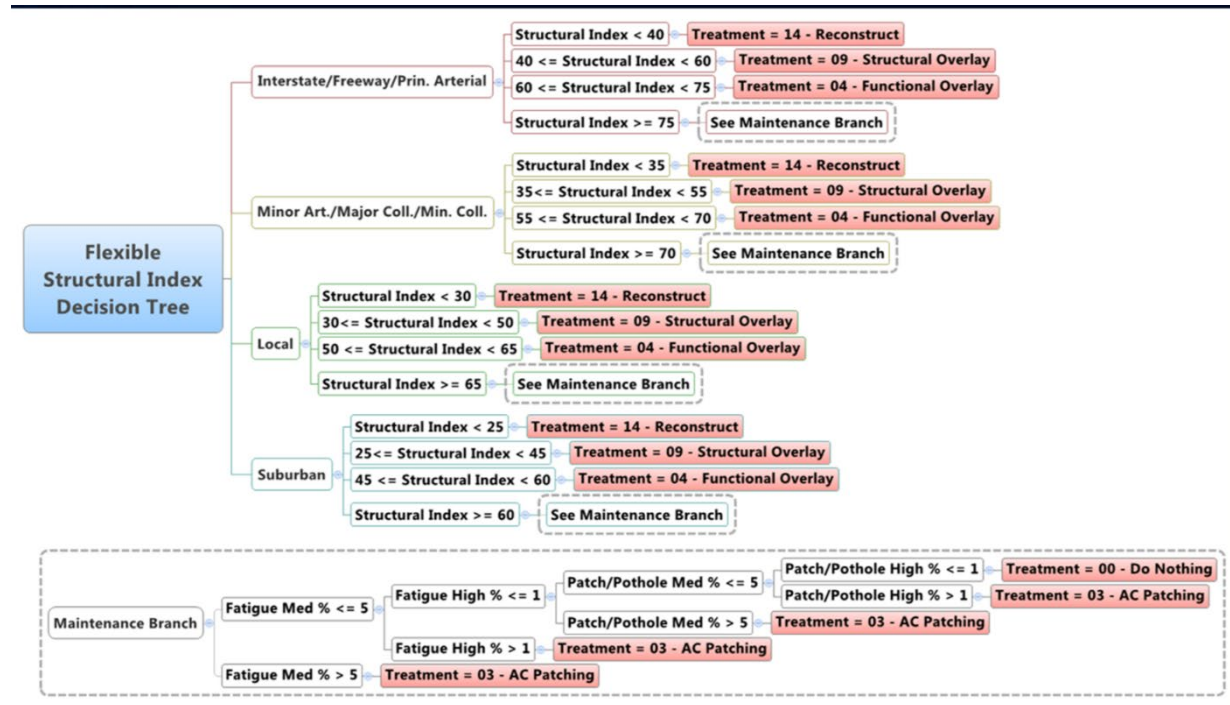 Flexible
Structural Index
Decision Tree
Interstate/Freeway/Prin. Arterial
Structural Index < 40
Treatment = 14 - Reconstruct
40 <= Structural Index < 60
Treatment = 09 - Structural Overlay
60 <= Structural Index < 75
Treatment = 04 - Functional Overlay
Structural Index >= 75
See Maintenance Branch
Minor Art./Major Coll./Min. Coll.
Structural Index < 35
Treatment = 14 - Reconstruct
35<= Structural Index < 55
Treatment = 09 - Structural Overlay
55 <= Structural Index < 70
Treatment = 04 - Functional Overlay
Structural Index >= 70
See Maintenance Branch
Local
Structural Index < 30
Treatment = 14 - Reconstruct
30<= Structural Index < 50
Treatment = 09 - Structural Overlay
50 <= Structural Index < 65
Treatment = 04 - Functional Overlay
Structural Index >= 65
See Maintenance Branch
Suburban
Structural Index < 25
Treatment = 14 - Reconstruct
25<= Structural Index < 45
Treatment = 09 - Structural Overlay
45 <= Structural Index < 60
Treatment = 04 - Functional Overlay
Structural Index >= 60
See Maintenance Branch
Maintenance Branch
Fatigue Med % <= 5
Fatigue High % <= 1
Patch/Pothole Med % <= 5
Patch/Pothole High % <= 1
Treatment = 00 - Do Nothing
Patch/Pothole High % > 1
Treatment = 03 - AC Patching
Patch/Pothole Med % > 5
Treatment = 03 - AC Patching
Fatigue High % > 1
Treatment = 03 - AC Patching
Fatigue Med % > 5
Treatment = 03 - AC Patching